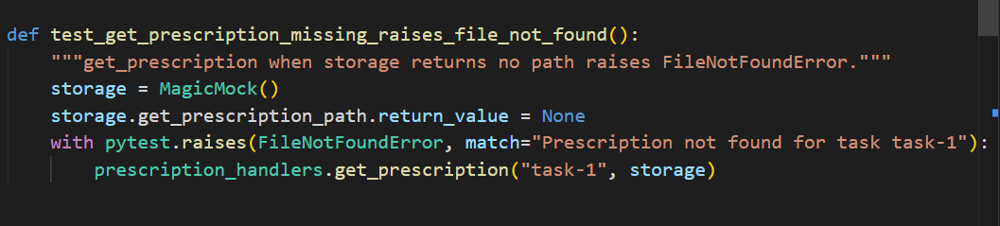 def test_get_prescription_missing_raises_file_not_found():
    """get_prescription when storage returns no path raises FileNotFoundError."""
    storage = MagicMock()
    storage.get_prescription_path.return_value = None
    with pytest.raises(FileNotFoundError, match="Prescription not found for task task-1"):
        prescription_handlers.get_prescription("task-1", storage)